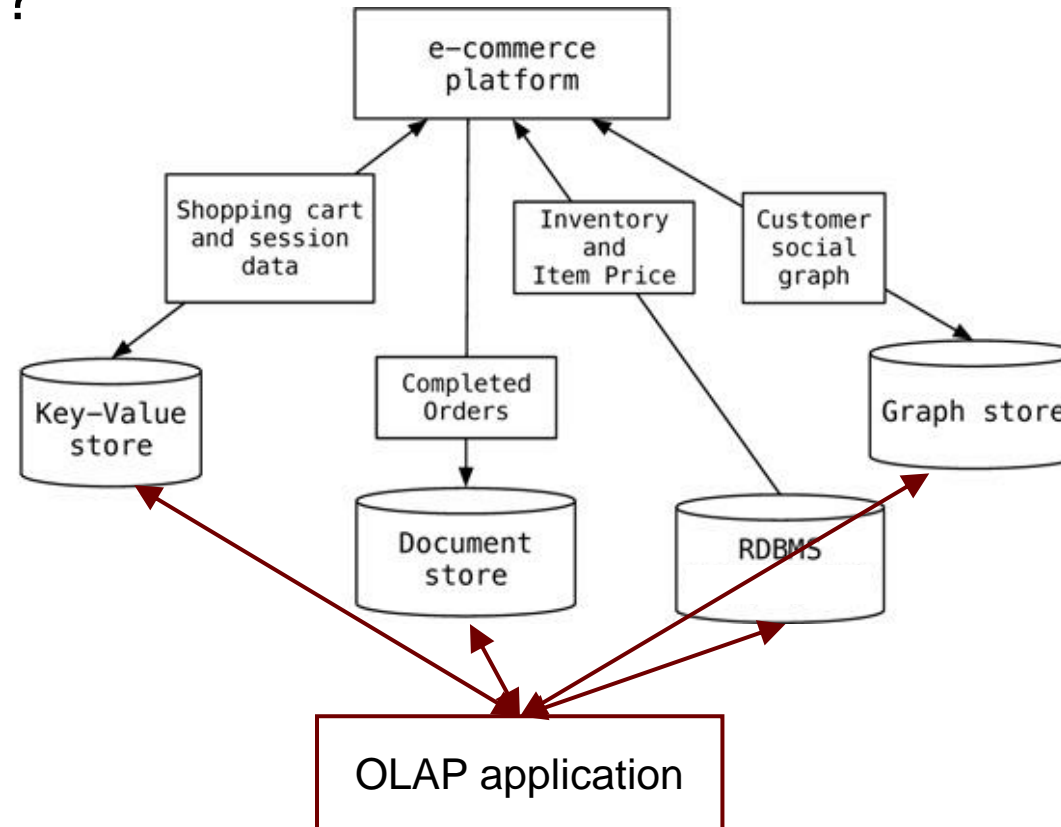 ?
e-commerce
platform
Shopping cart
and session
data
Inventory
and
Item Price
Customer
social
graph
Completed
Orders
Key-Value
store
Document
store
RDBMS
Graph store
OLAP application